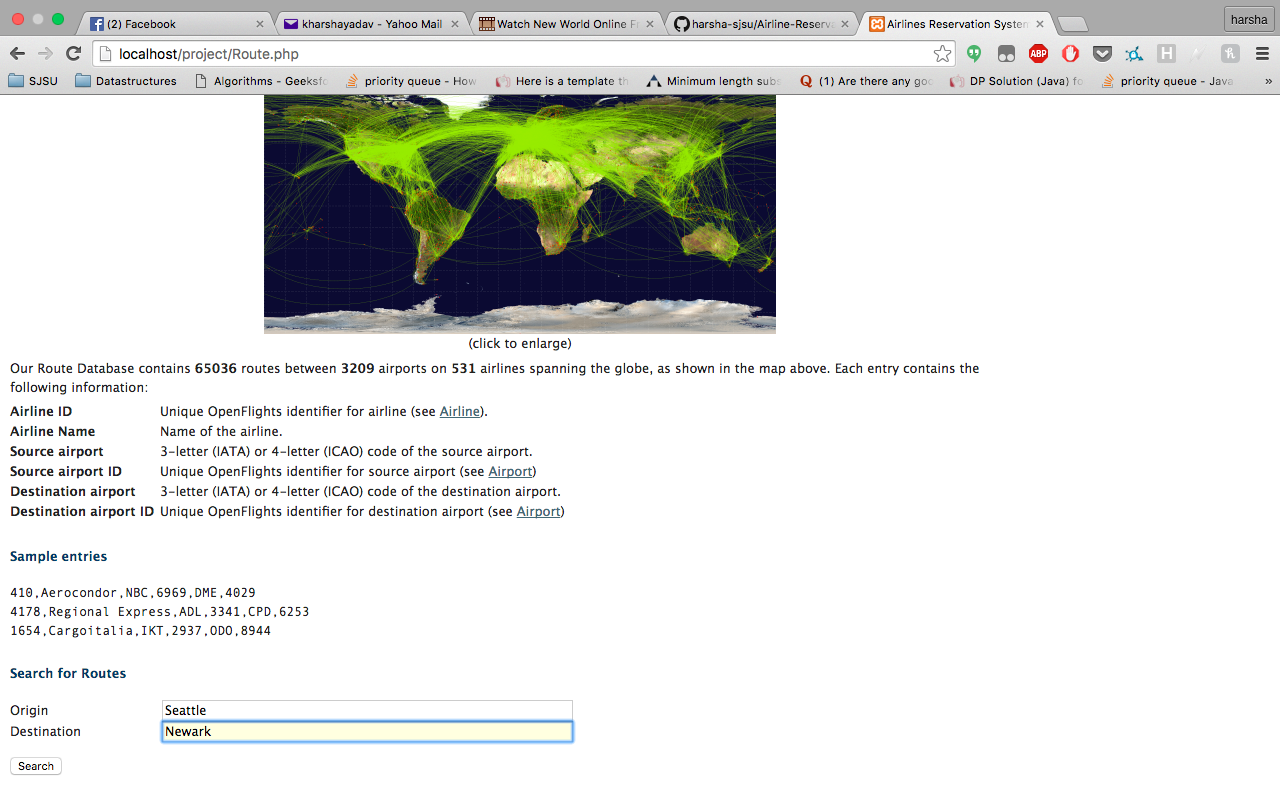 (2) Facebook
kharshayadav - Yahoo Mail
Watch New World Online Fr
harsha-sjsu/Airline-Reserva
Airlines Reservation System
harsha
localhost/project/Route.php
ABP
H
SJSU
Datastructures
Algorithms - Geeksfo
priority queue - How
Here is a template th
Minimum length subs
(1) Are there any goo
DP Solution (Java) fo
priority queue - Java
»
(click to enlarge)
Our Route Database contains 65036 routes between 3209 airports on 531 airlines spanning the globe, as shown in the map above. Each entry contains the
following information:
Airline ID Unique OpenFlights identifier for airline (see Airline).
Airline Name Name of the airline.
Source airport 3-letter (IATA) or 4-letter (ICAO) code of the source airport.
Source airport ID Unique OpenFlights identifier for source airport (see Airport)
Destination airport 3-letter (IATA) or 4-letter (ICAO) code of the destination airport.
Destination airport ID Unique OpenFlights identifier for destination airport (see Airport)
Sample entries
410,Aerocondor,NBC,6969,DME,4029
4178,Regional Express,ADL,3341,CPD,6253
1654,Cargoitalia,IKT,2937,ODO,8944
Search for Routes
Origin Seattle
Destination Newark
Search